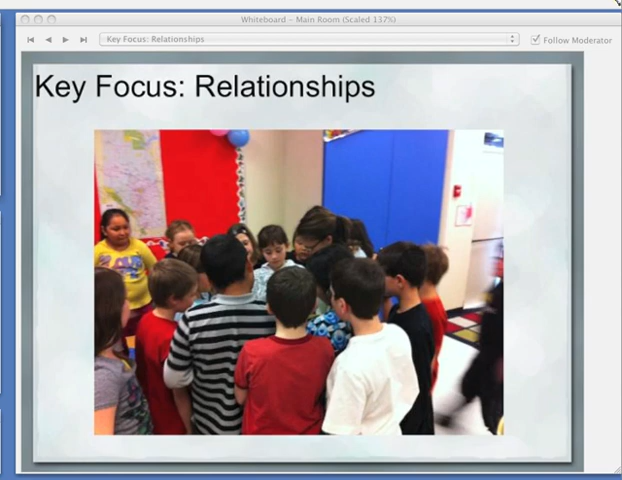 Whiteboard – Main Room (Scaled 137%)
Key Focus: Relationships
Follow Moderator
Key Focus: Relationships